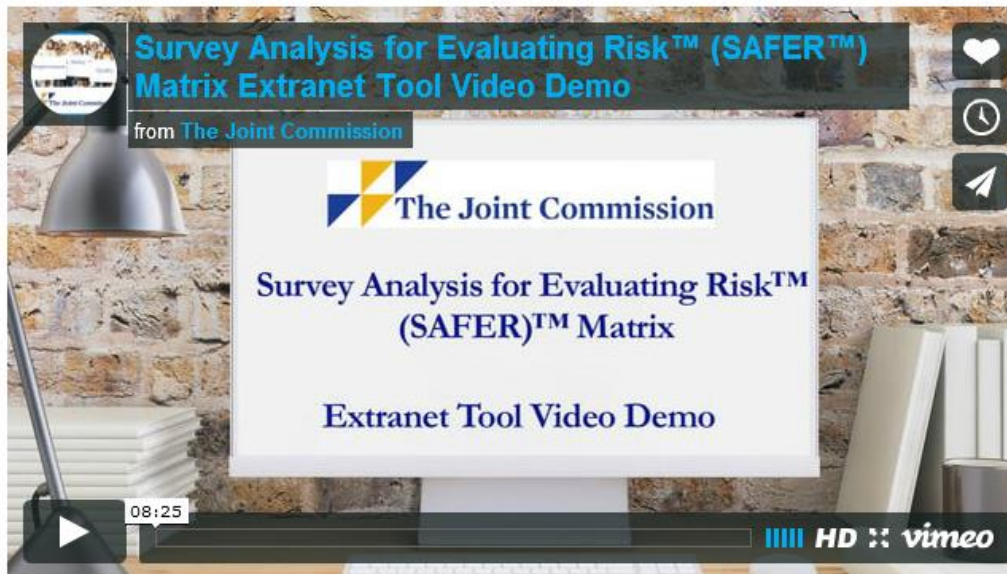 Survey Analysis for Evaluating Risk™ (SAFER™)
Matrix Extranet Tool Video Demo
from The Joint Commission
The Joint Commission
Survey Analysis for Evaluating Risk™
(SAFER)™ Matrix
Extranet Tool Video Demo
08:25
HD vimeo